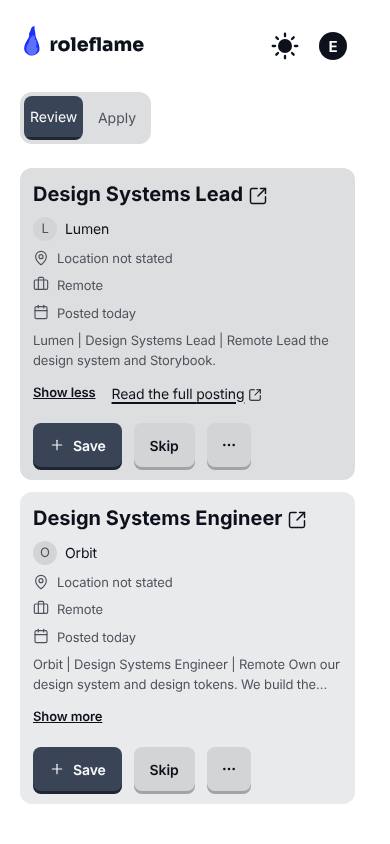 roleflame
E
Review
Apply
Design Systems Lead
L
Lumen
Location not stated
Remote
Posted today
Lumen | Design Systems Lead | Remote Lead the
design system and Storybook.
Show less
Read the full posting
+ Save
Skip
...
Design Systems Engineer
O
Orbit
Location not stated
Remote
Posted today
Orbit | Design Systems Engineer | Remote Own our
design system and design tokens. We build the...
Show more
+ Save
Skip
...